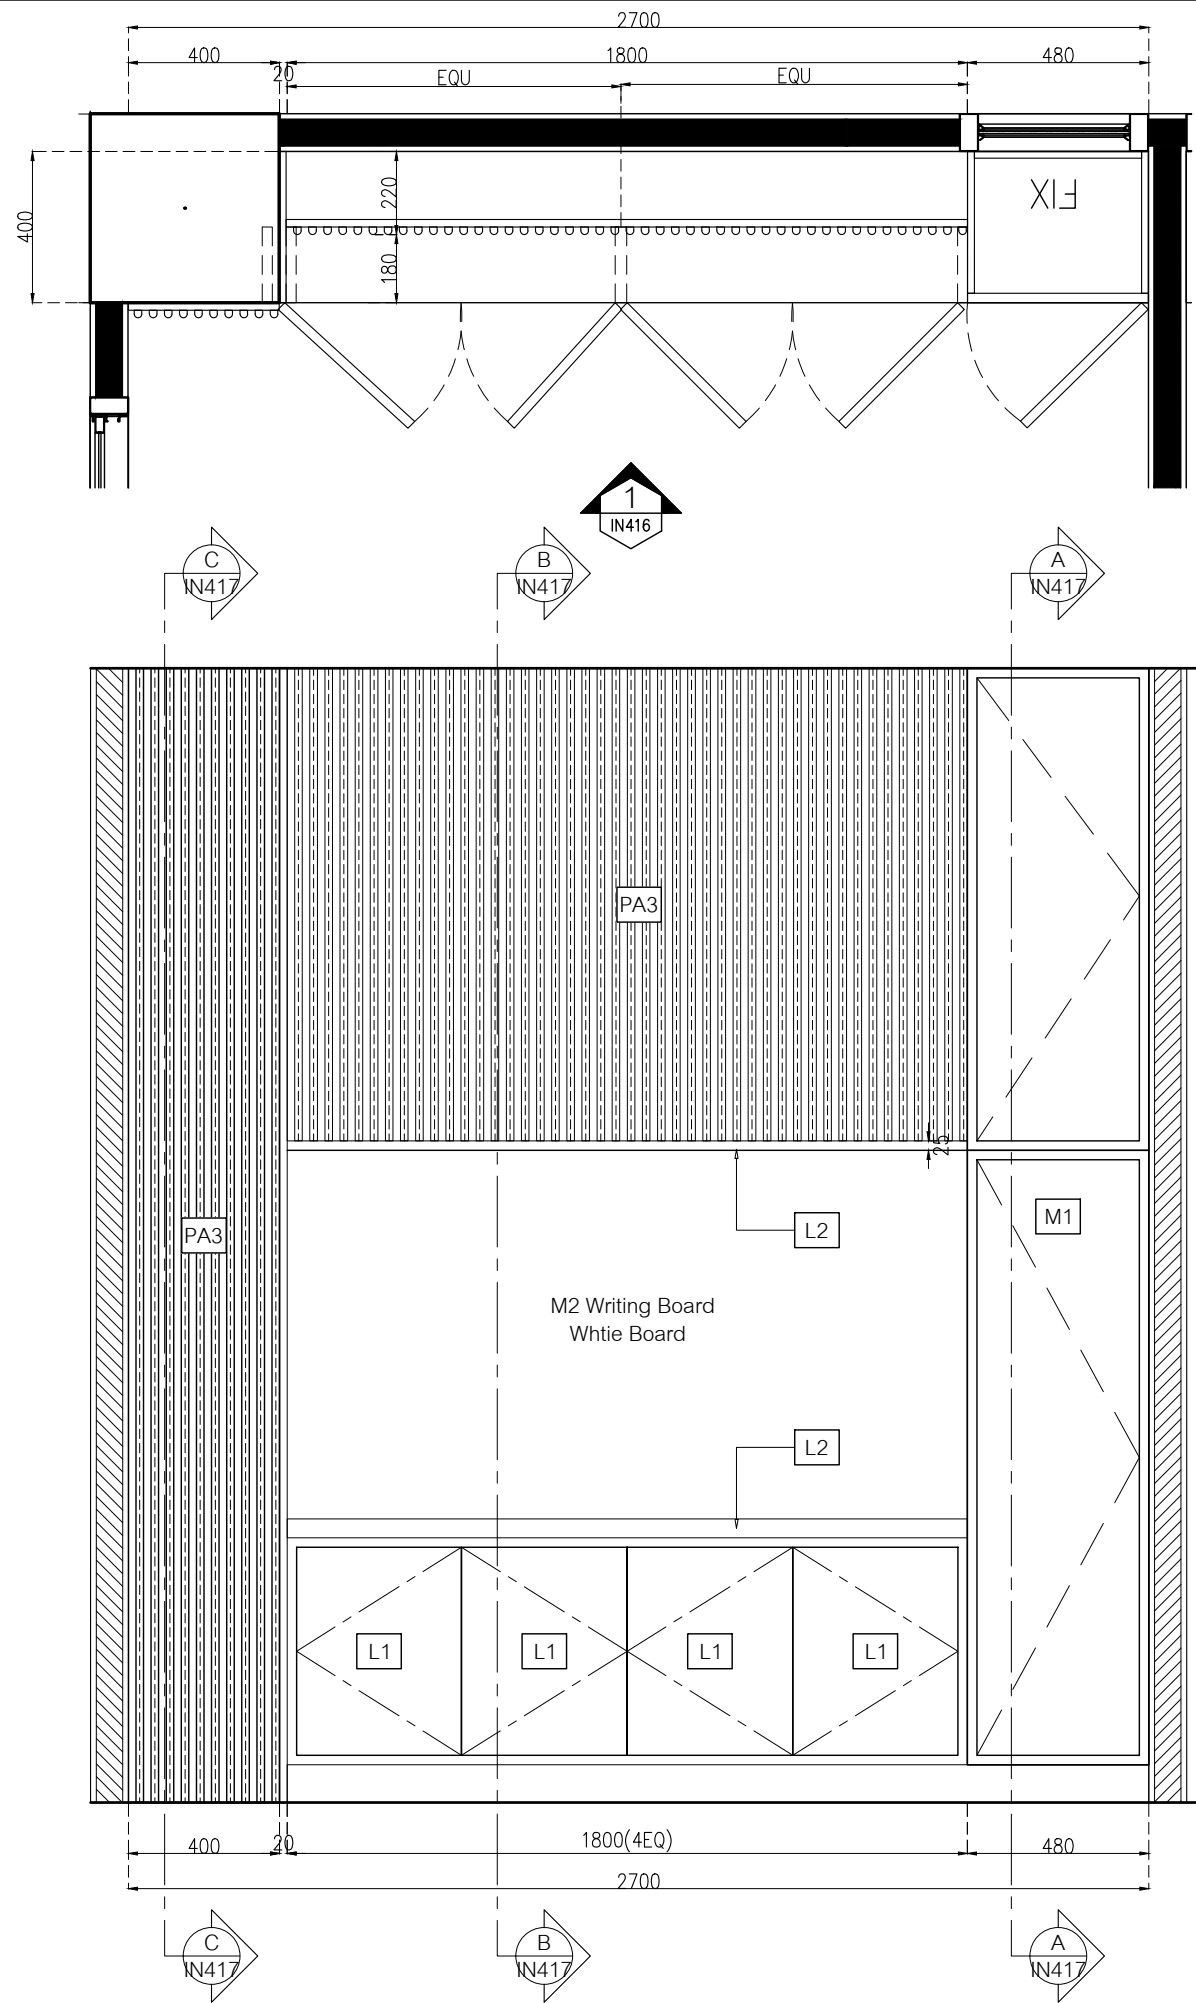 2700
400
20
1800
480
EQU
EQU
400
220
180
FIX
1
IN416
C
IN417
B
IN417
A
IN417
PA3
25
L2
M1
PA3
M2 Writing Board
Whtie Board
L2
L1
L1
L1
L1
400
20
1800(4EQ)
480
2700
C
IN417
B
IN417
A
IN417